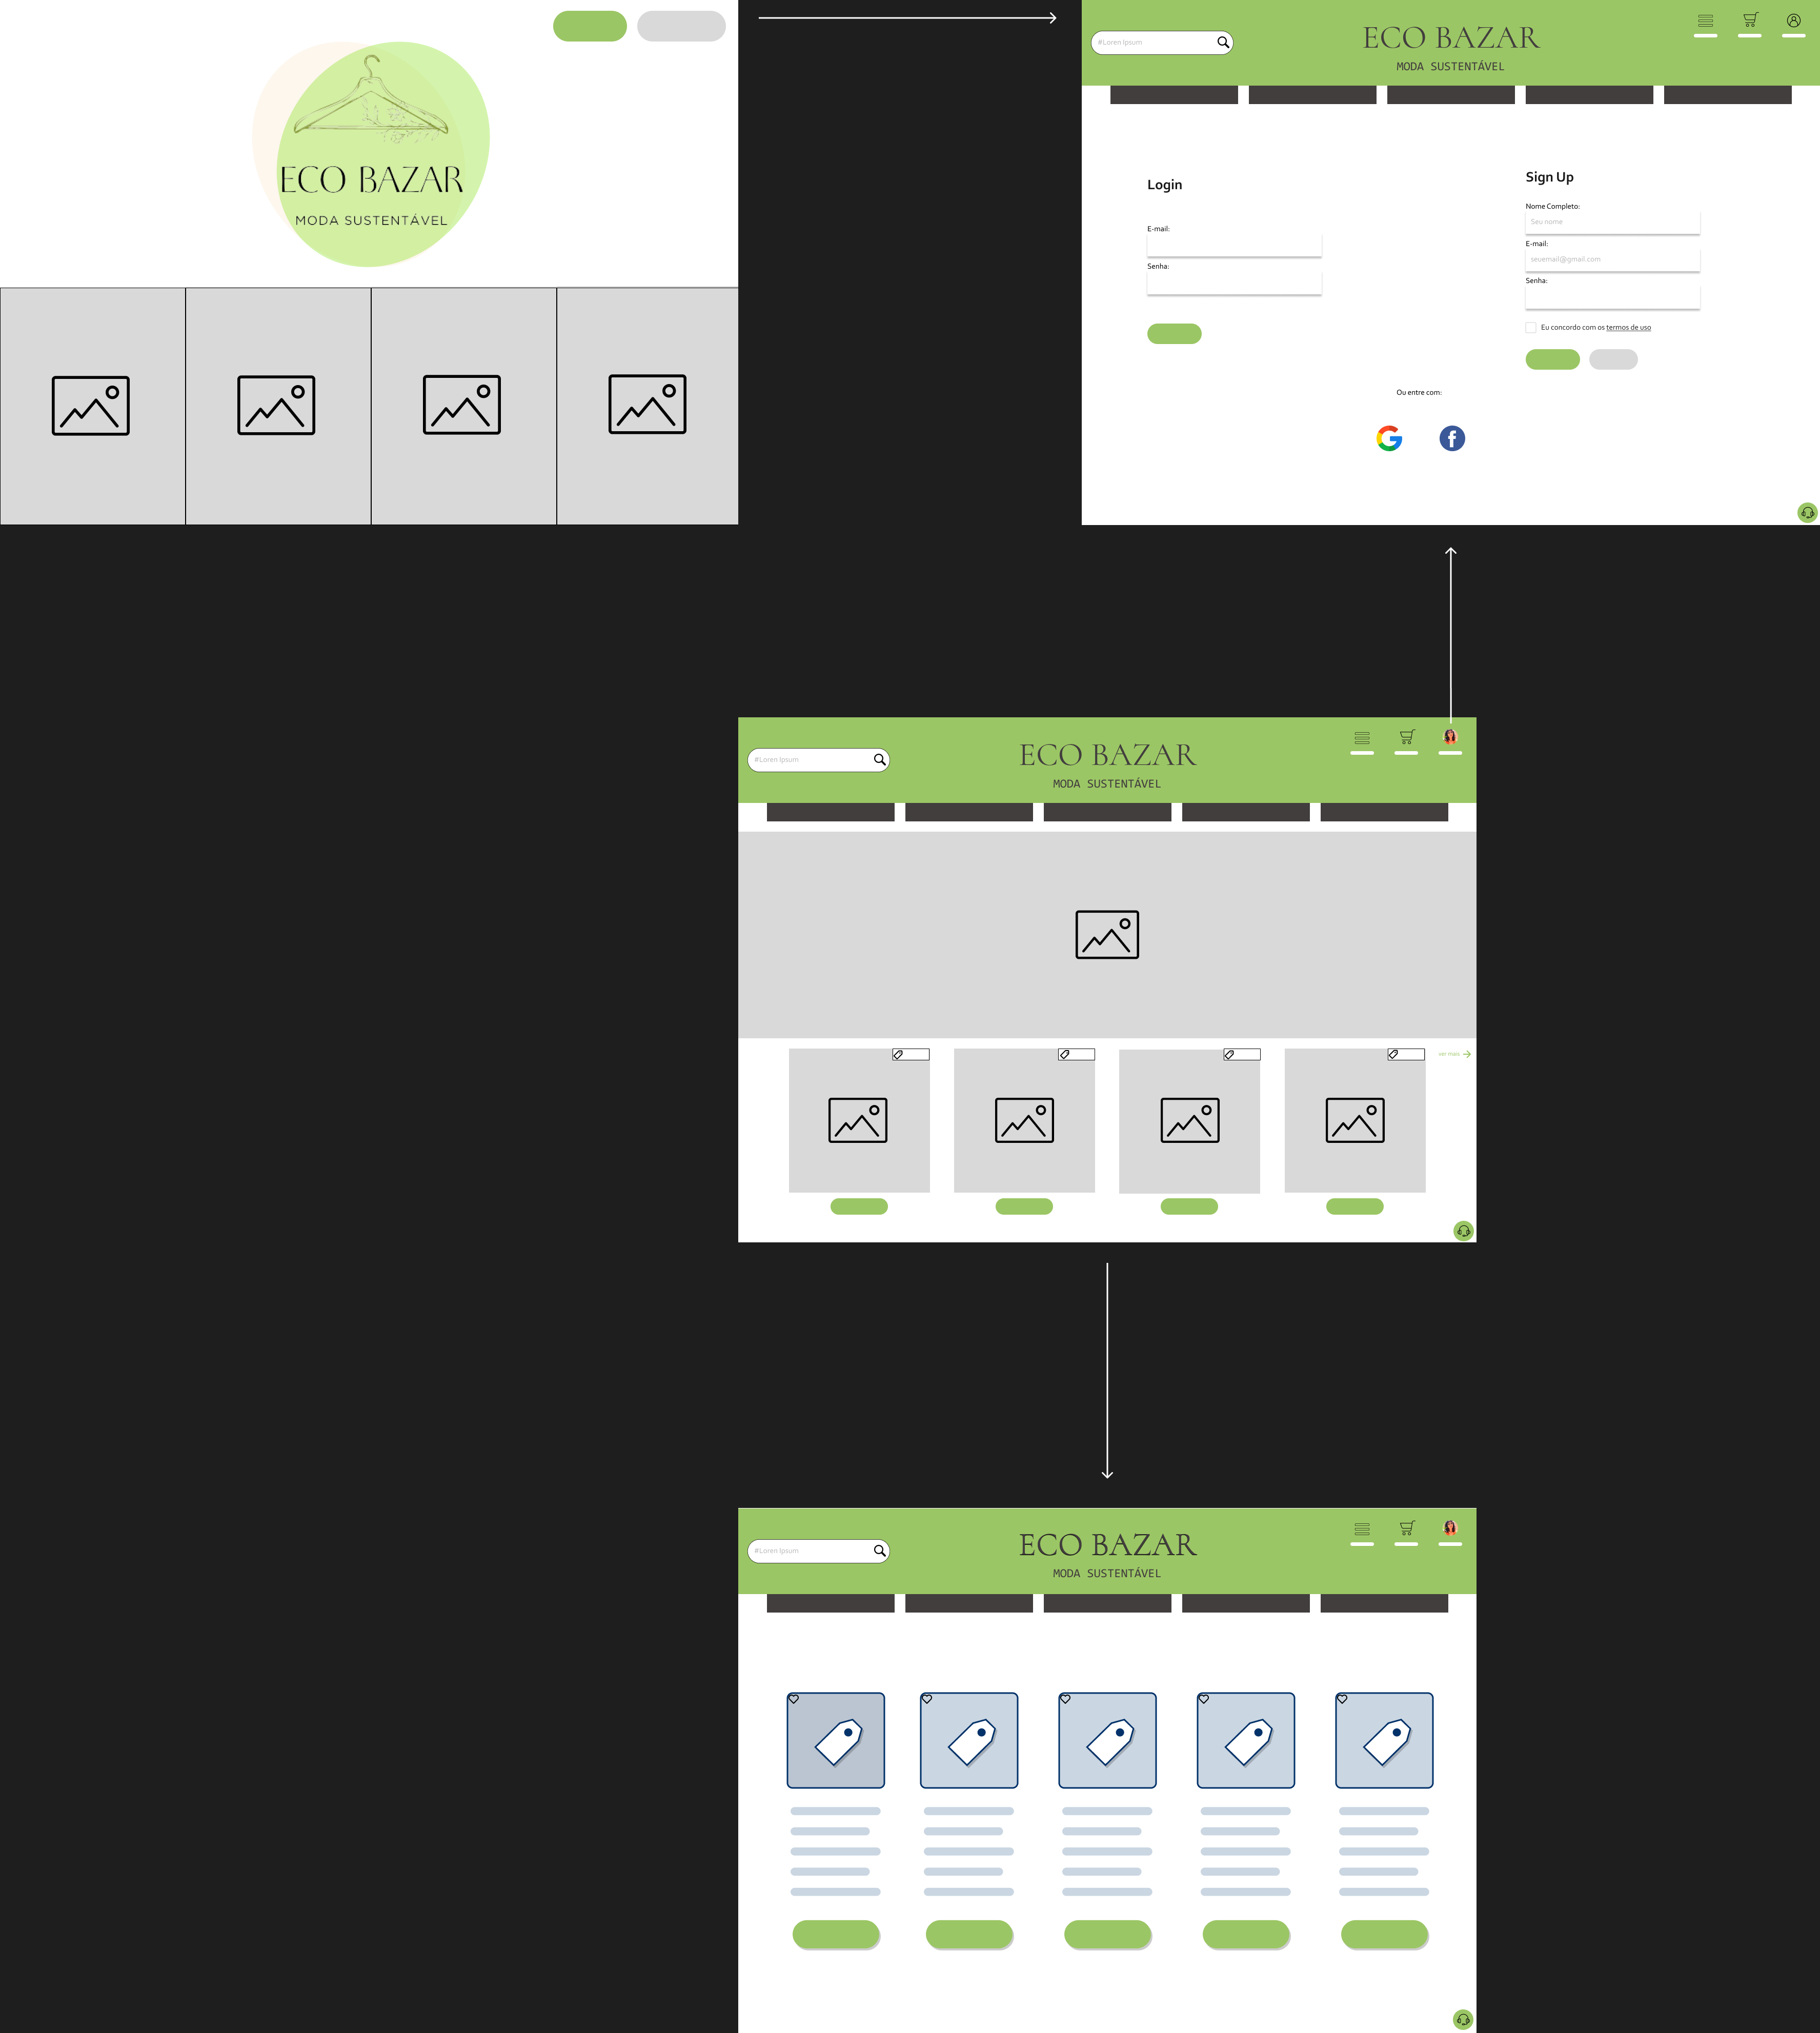 ECO BAZAR
MODA SUSTENTÁVEL
#Loren Ipsum
ECO BAZAR
MODA SUSTENTÁVEL
Login
E-mail:
Senha:
Sign Up
Nome Completo:
Seu nome
E-mail:
seuemail@gmail.com
Senha:
Eu concordo com os termos de uso
Ou entre com:
#Loren Ipsum
ECO BAZAR
MODA SUSTENTÁVEL
ver mais
#Loren Ipsum
ECO BAZAR
MODA SUSTENTÁVEL